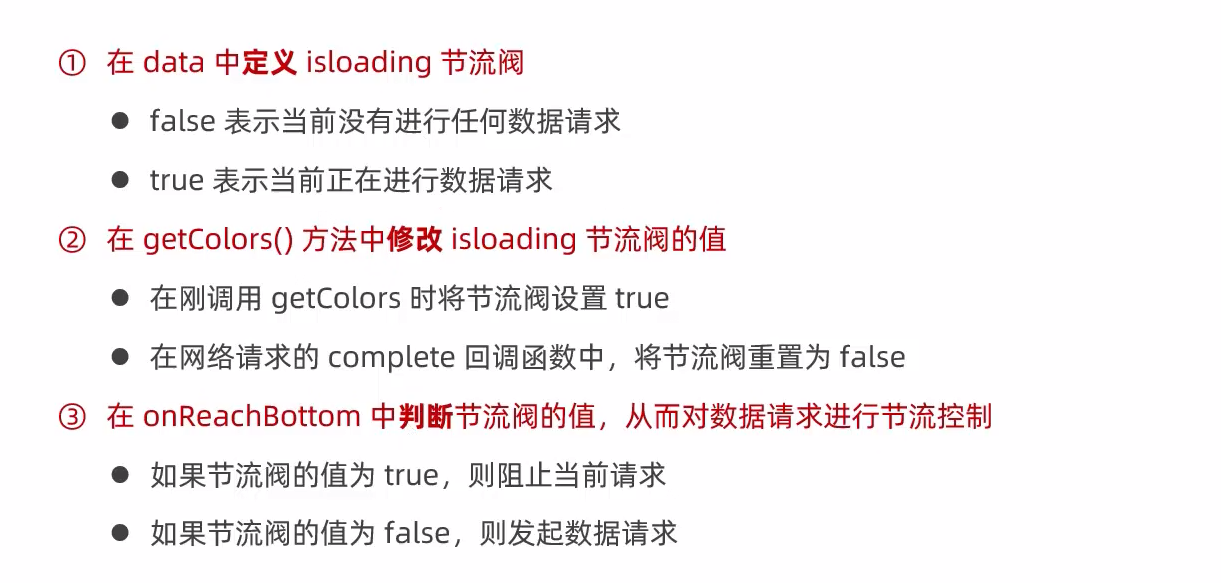 ① 在 data 中定义 isloading 节流阀
● false 表示当前没有进行任何数据请求
● true 表示当前正在进行数据请求
② 在 getColors() 方法中修改 isloading 节流阀的值
● 在刚调用 getColors 时将节流阀设置 true
● 在网络请求的 complete 回调函数中，将节流阀重置为 false
③ 在 onReachBottom 中判断节流阀的值，从而对数据请求进行节流控制
● 如果节流阀的值为 true，则阻止当前请求
● 如果节流阀的值为 false，则发起数据请求